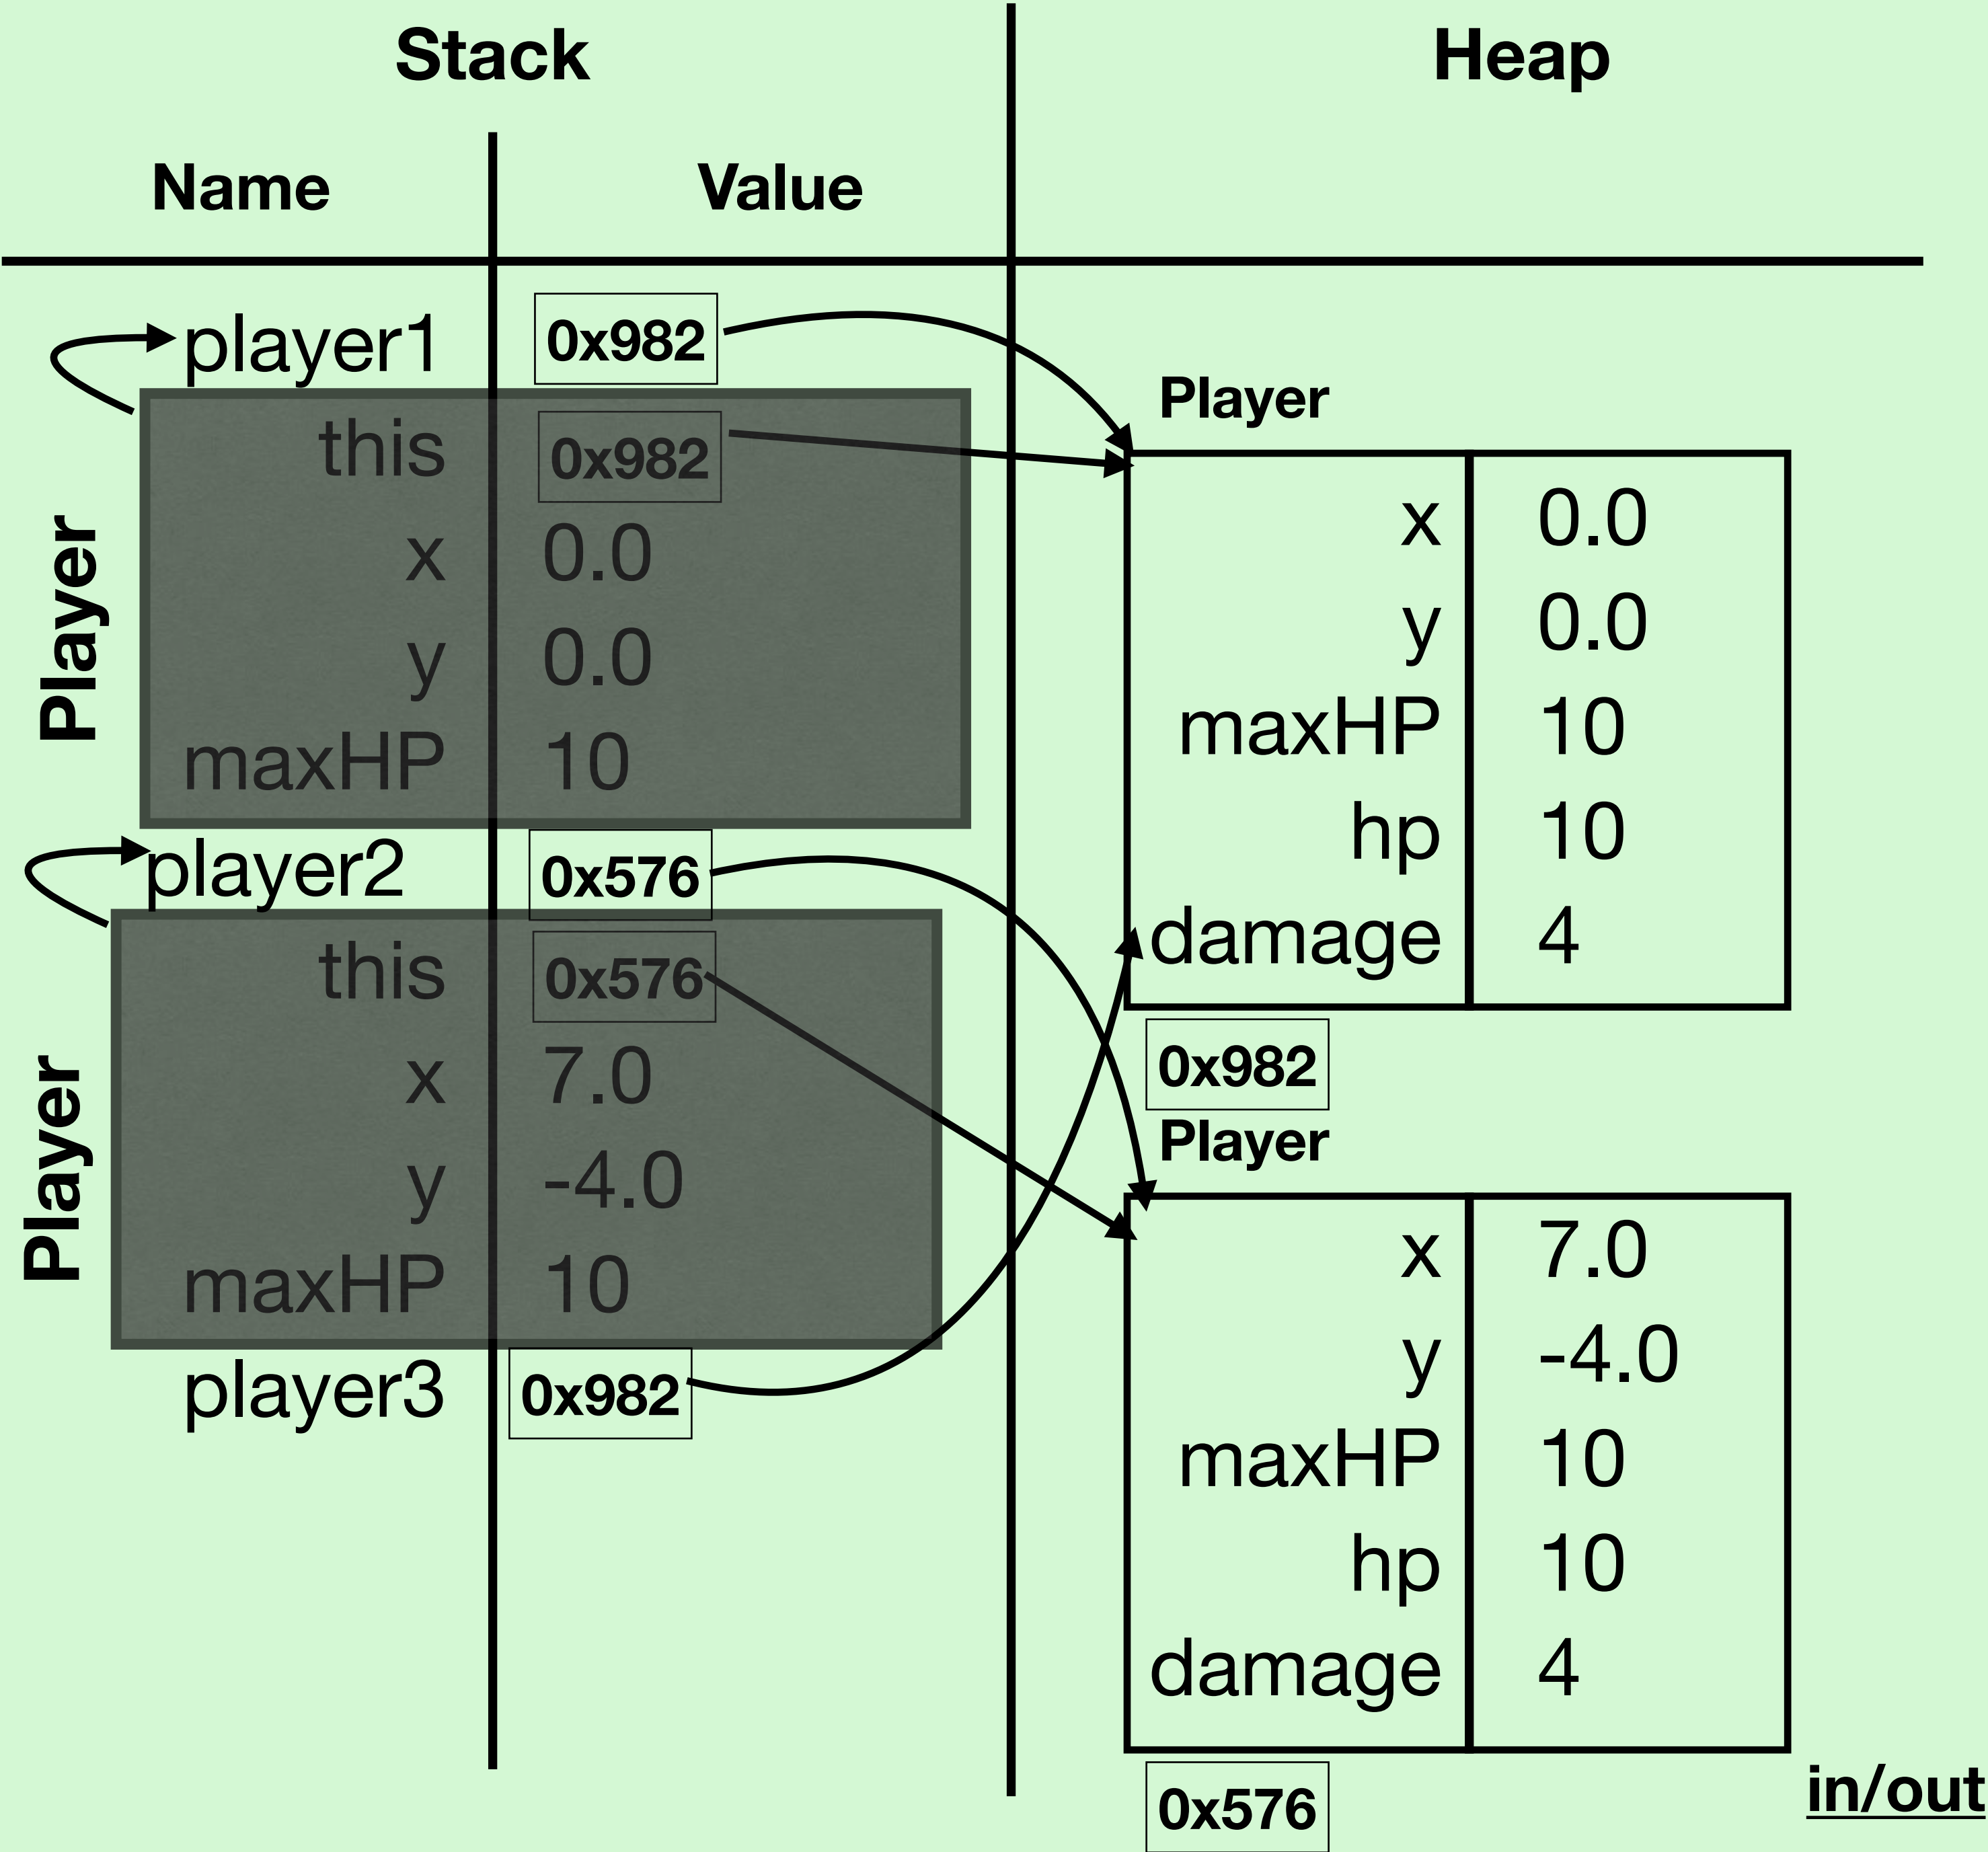 Stack
Heap
Name
Value
player1 0x982
Player
this 0x982
x 0.0
y 0.0
maxHP 10
player2 0x576
Player
this 0x576
x 7.0
y -4.0
maxHP 10
player3 0x982
Player
x 0.0
y 0.0
maxHP 10
hp 10
damage 4
0x982
Player
x 7.0
y -4.0
maxHP 10
hp 10
damage 4
0x576
in/out